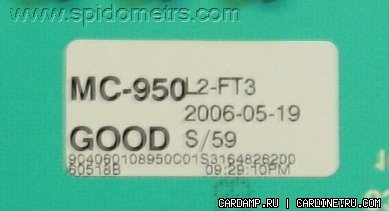 www.spidometrs.com
MC-950 L2-FT3
2006-05-19
GOOD S/59
904060108950C01S3164826200
60518B 09:29:10PM
CARDAMP.RU | CARDINETRU.COM